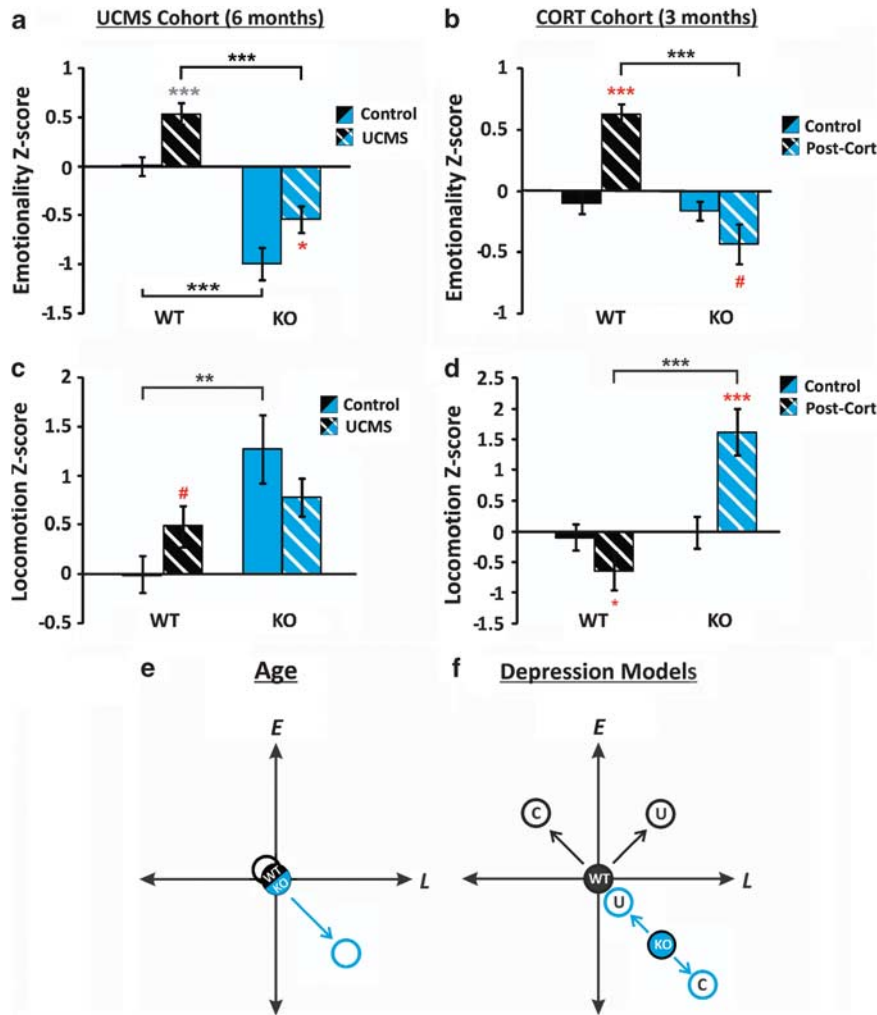 a UCMS Cohort (6 months)
b CORT Cohort (3 months)
Emotionality Z-score
1
0.5
0
-0.5
-1
-1.5
***
***
*
***
WT KO
Control
UCMS
Emotionality Z-score
1
0.5
0
-0.5
-1
***
***
#
WT KO
Control
Post-Cort
c
Locomotion Z-score
2
1.5
1
0.5
0
-0.5
**
#
WT KO
Control
UCMS
d
Locomotion Z-score
2.5
2
1.5
1
0.5
0
-0.5
-1
-1.5
***
***
*
WT KO
Control
Post-Cort
e Age
E
L
WT
KO
f Depression Models
E
L
C
U
WT
U
KO
C